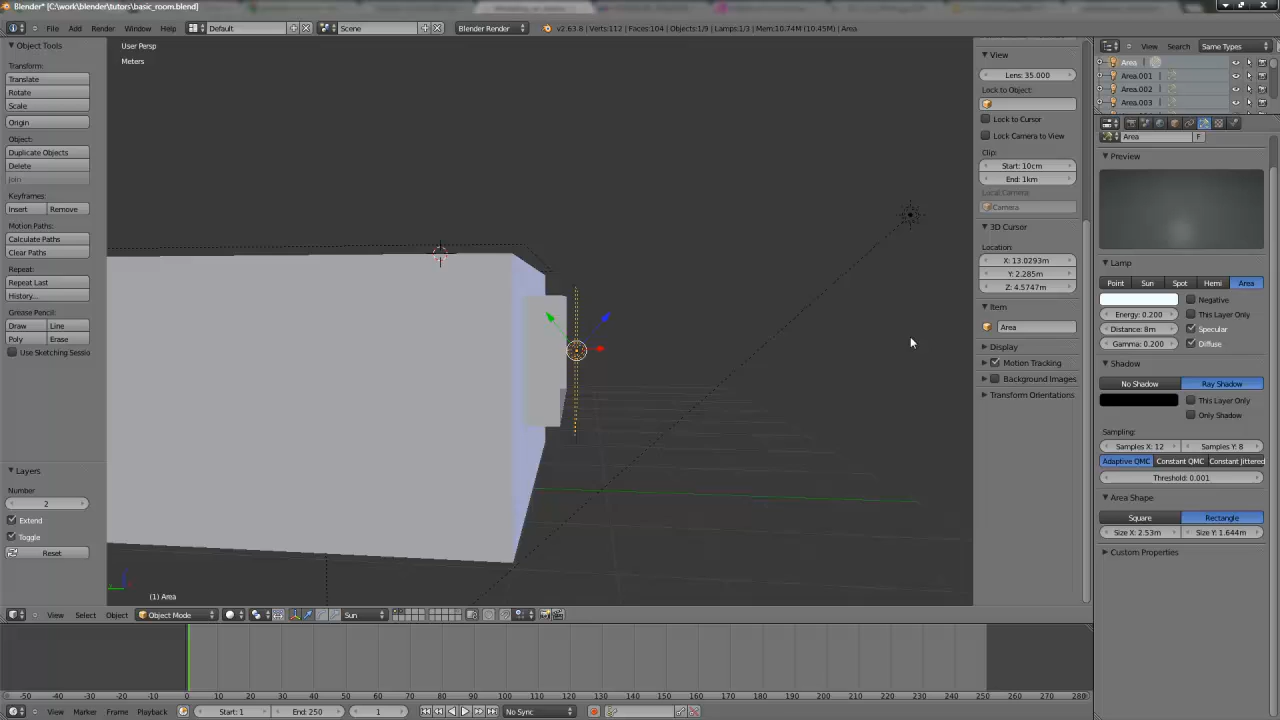 Blender* [C:\work\blender\tutors\basic_room.blend]
File Add Render Window Help Default Scene Blender Render v2.63.8 | Verts:112 | Faces:104 | Objects:1/9 | Lamps:1/3 | Mem:10.74M (10.45M) | Area
Object Tools
Transform:
Translate
Rotate
Scale
Origin
Object:
Duplicate Objects
Delete
Join
Keyframes:
Insert Remove
Motion Paths:
Calculate Paths
Clear Paths
Repeat:
Repeat Last
History...
Grease Pencil:
Draw Line
Poly Erase
Use Sketching Sessio
Layers
Number
2
Extend
Toggle
Reset
User Persp
Meters
(1) Area
View Select Object Object Mode Sun
View
Lens: 35.000
Lock to Object:
Lock to Cursor
Lock Camera to View
Clip:
Start: 10cm
End: 1km
Local Camera:
Camera
3D Cursor
Location:
X: 13.0293m
Y: 2.285m
Z: 4.5747m
Item
Area
Display
Motion Tracking
Background Images
Transform Orientations
View Search Same Types
Area
Area.001
Area.002
Area.003
Area F
Preview
Lamp
Point Sun Spot Hemi Area
Negative
Energy: 0.200 This Layer Only
Distance: 8m Specular
Gamma: 0.200 Diffuse
Shadow
No Shadow Ray Shadow
This Layer Only
Only Shadow
Sampling:
Samples X: 12 Samples Y: 8
Adaptive QMC Constant QMC Constant Jittered
Threshold: 0.001
Area Shape
Square Rectangle
Size X: 2.53m Size Y: 1.644m
Custom Properties
-50 -40 -30 -20 -10 0 10 20 30 40 50 60 70 80 90 100 110 120 130 140 150 160 170 180 190 200 210 220 230 240 250 260 270 280
View Marker Frame Playback Start: 1 End: 250 1 No Sync